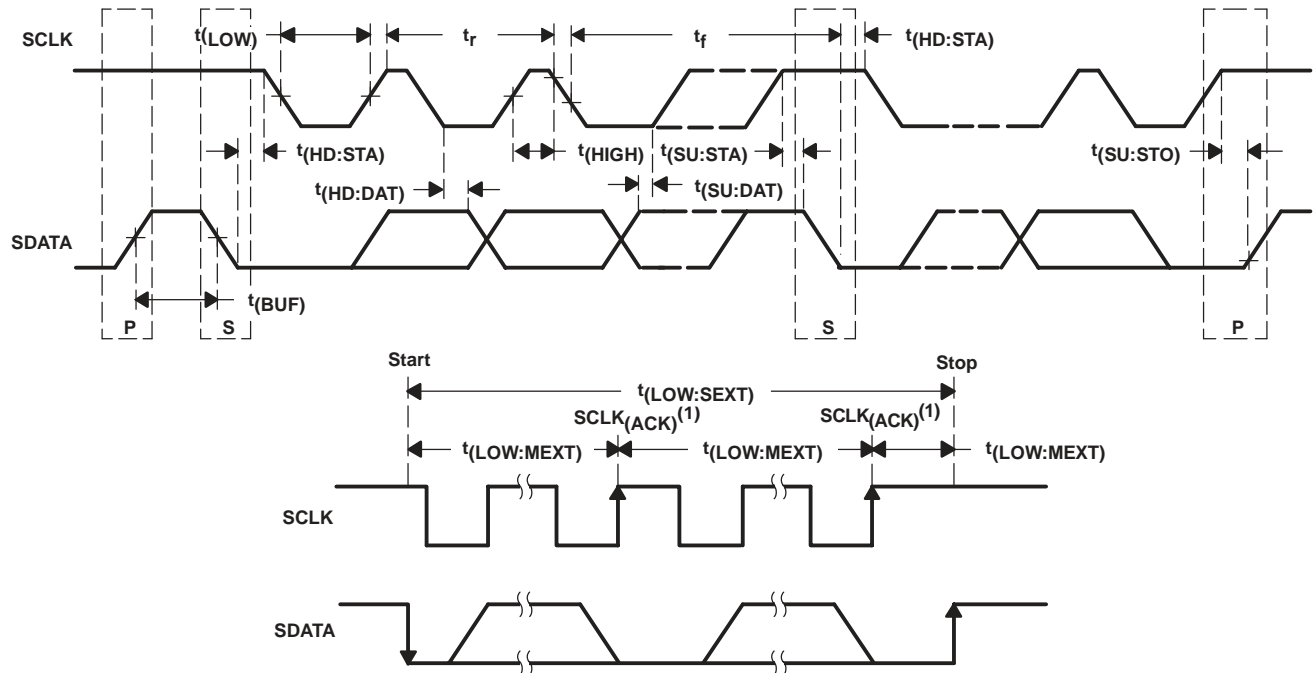 SCLK
t(LOW)
tr
tf
t(HD:STA)
t(HD:STA)
t(HIGH)
t(SU:STA)
t(SU:STO)
t(HD:DAT)
t(SU:DAT)
SDATA
t(BUF)
P
S
S
P
Start
Stop
t(LOW:SEXT)
SCLK(ACK)(1)
SCLK(ACK)(1)
t(LOW:MEXT)
t(LOW:MEXT)
t(LOW:MEXT)
SCLK
SDATA